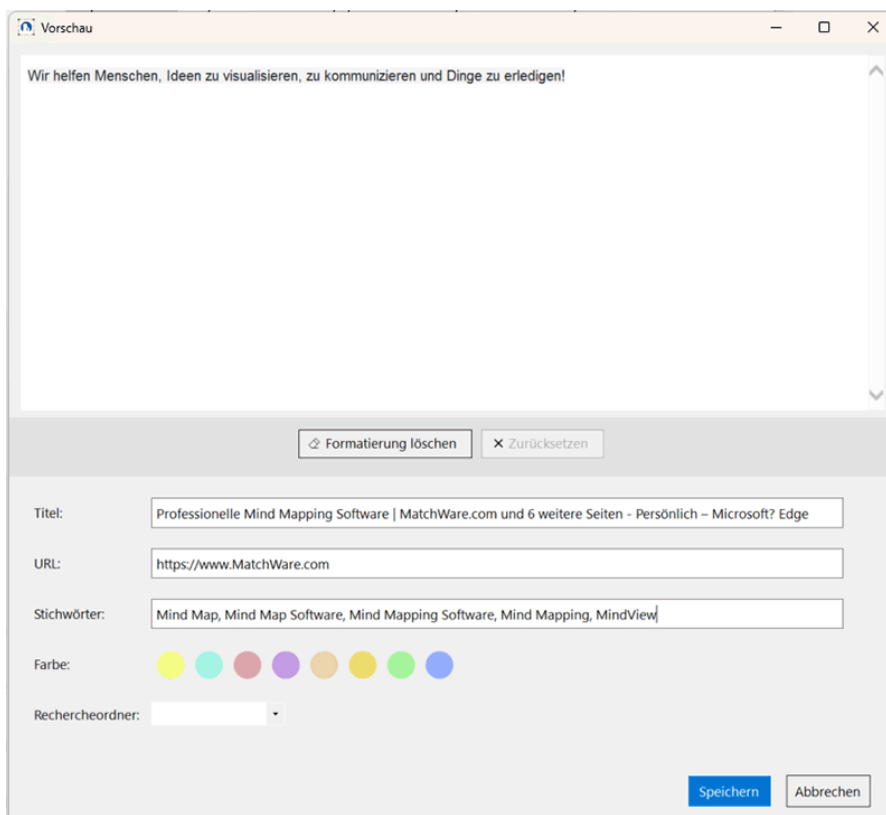 Vorschau
Wir helfen Menschen, Ideen zu visualisieren, zu kommunizieren und Dinge zu erledigen!
Formatierung löschen
Zurücksetzen
Titel:
Professionelle Mind Mapping Software | MatchWare.com und 6 weitere Seiten - Persönlich – Microsoft? Edge
URL:
https://www.MatchWare.com
Stichwörter:
Mind Map, Mind Map Software, Mind Mapping Software, Mind Mapping, MindView
Farbe:
Rechercheordner:
Speichern
Abbrechen